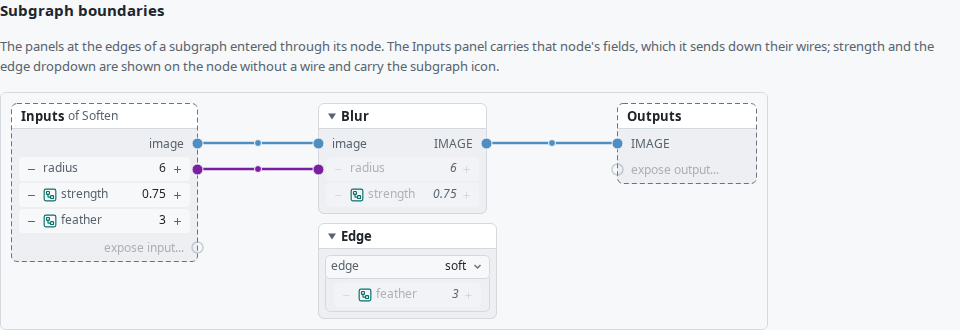 Subgraph boundaries
The panels at the edges of a subgraph entered through its node. The Inputs panel carries that node's fields, which it sends down their wires; strength and the
edge dropdown are shown on the node without a wire and carry the subgraph icon.
Inputs of Soften
image
− radius 6 +
− strength 0.75 +
− feather 3 +
expose input...
Blur
image IMAGE
− radius 6 +
− strength 0.75 +
Edge
edge soft
− feather 3 +
Outputs
IMAGE
expose output...